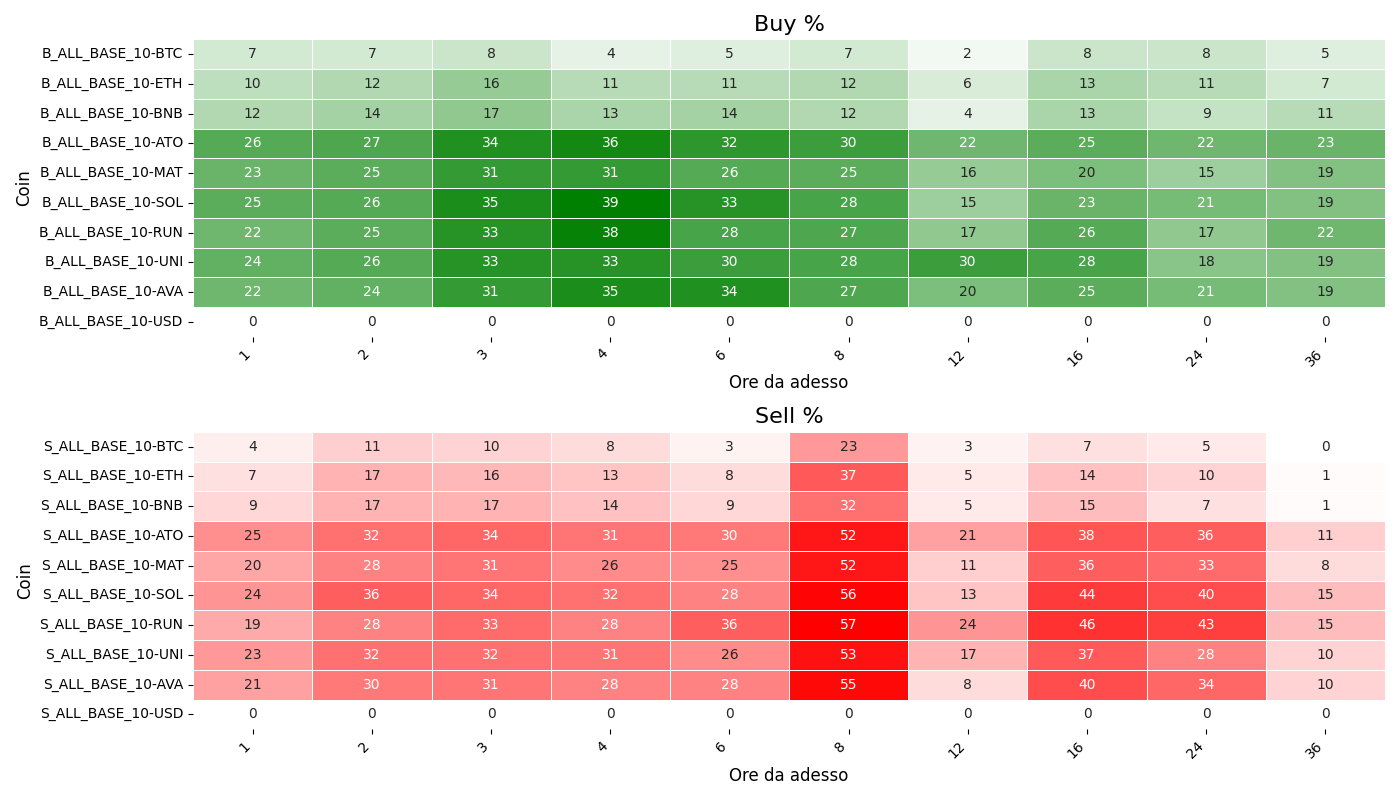 Buy %
Coin
B_ALL_BASE_10-BTC 7 7 8 4 5 7 2 8 8 5
B_ALL_BASE_10-ETH 10 12 16 11 11 12 6 13 11 7
B_ALL_BASE_10-BNB 12 14 17 13 14 12 4 13 9 11
B_ALL_BASE_10-ATO 26 27 34 36 32 30 22 25 22 23
B_ALL_BASE_10-MAT 23 25 31 31 26 25 16 20 15 19
B_ALL_BASE_10-SOL 25 26 35 39 33 28 15 23 21 19
B_ALL_BASE_10-RUN 22 25 33 38 28 27 17 26 17 22
B_ALL_BASE_10-UNI 24 26 33 33 30 28 30 28 18 19
B_ALL_BASE_10-AVA 22 24 31 35 34 27 20 25 21 19
B_ALL_BASE_10-USD 0 0 0 0 0 0 0 0 0 0
1 2 3 4 6 8 12 16 24 36
Ore da adesso
Sell %
Coin
S_ALL_BASE_10-BTC 4 11 10 8 3 23 3 7 5 0
S_ALL_BASE_10-ETH 7 17 16 13 8 37 5 14 10 1
S_ALL_BASE_10-BNB 9 17 17 14 9 32 5 15 7 1
S_ALL_BASE_10-ATO 25 32 34 31 30 52 21 38 36 11
S_ALL_BASE_10-MAT 20 28 31 26 25 52 11 36 33 8
S_ALL_BASE_10-SOL 24 36 34 32 28 56 13 44 40 15
S_ALL_BASE_10-RUN 19 28 33 28 36 57 24 46 43 15
S_ALL_BASE_10-UNI 23 32 32 31 26 53 17 37 28 10
S_ALL_BASE_10-AVA 21 30 31 28 28 55 8 40 34 10
S_ALL_BASE_10-USD 0 0 0 0 0 0 0 0 0 0
1 2 3 4 6 8 12 16 24 36
Ore da adesso